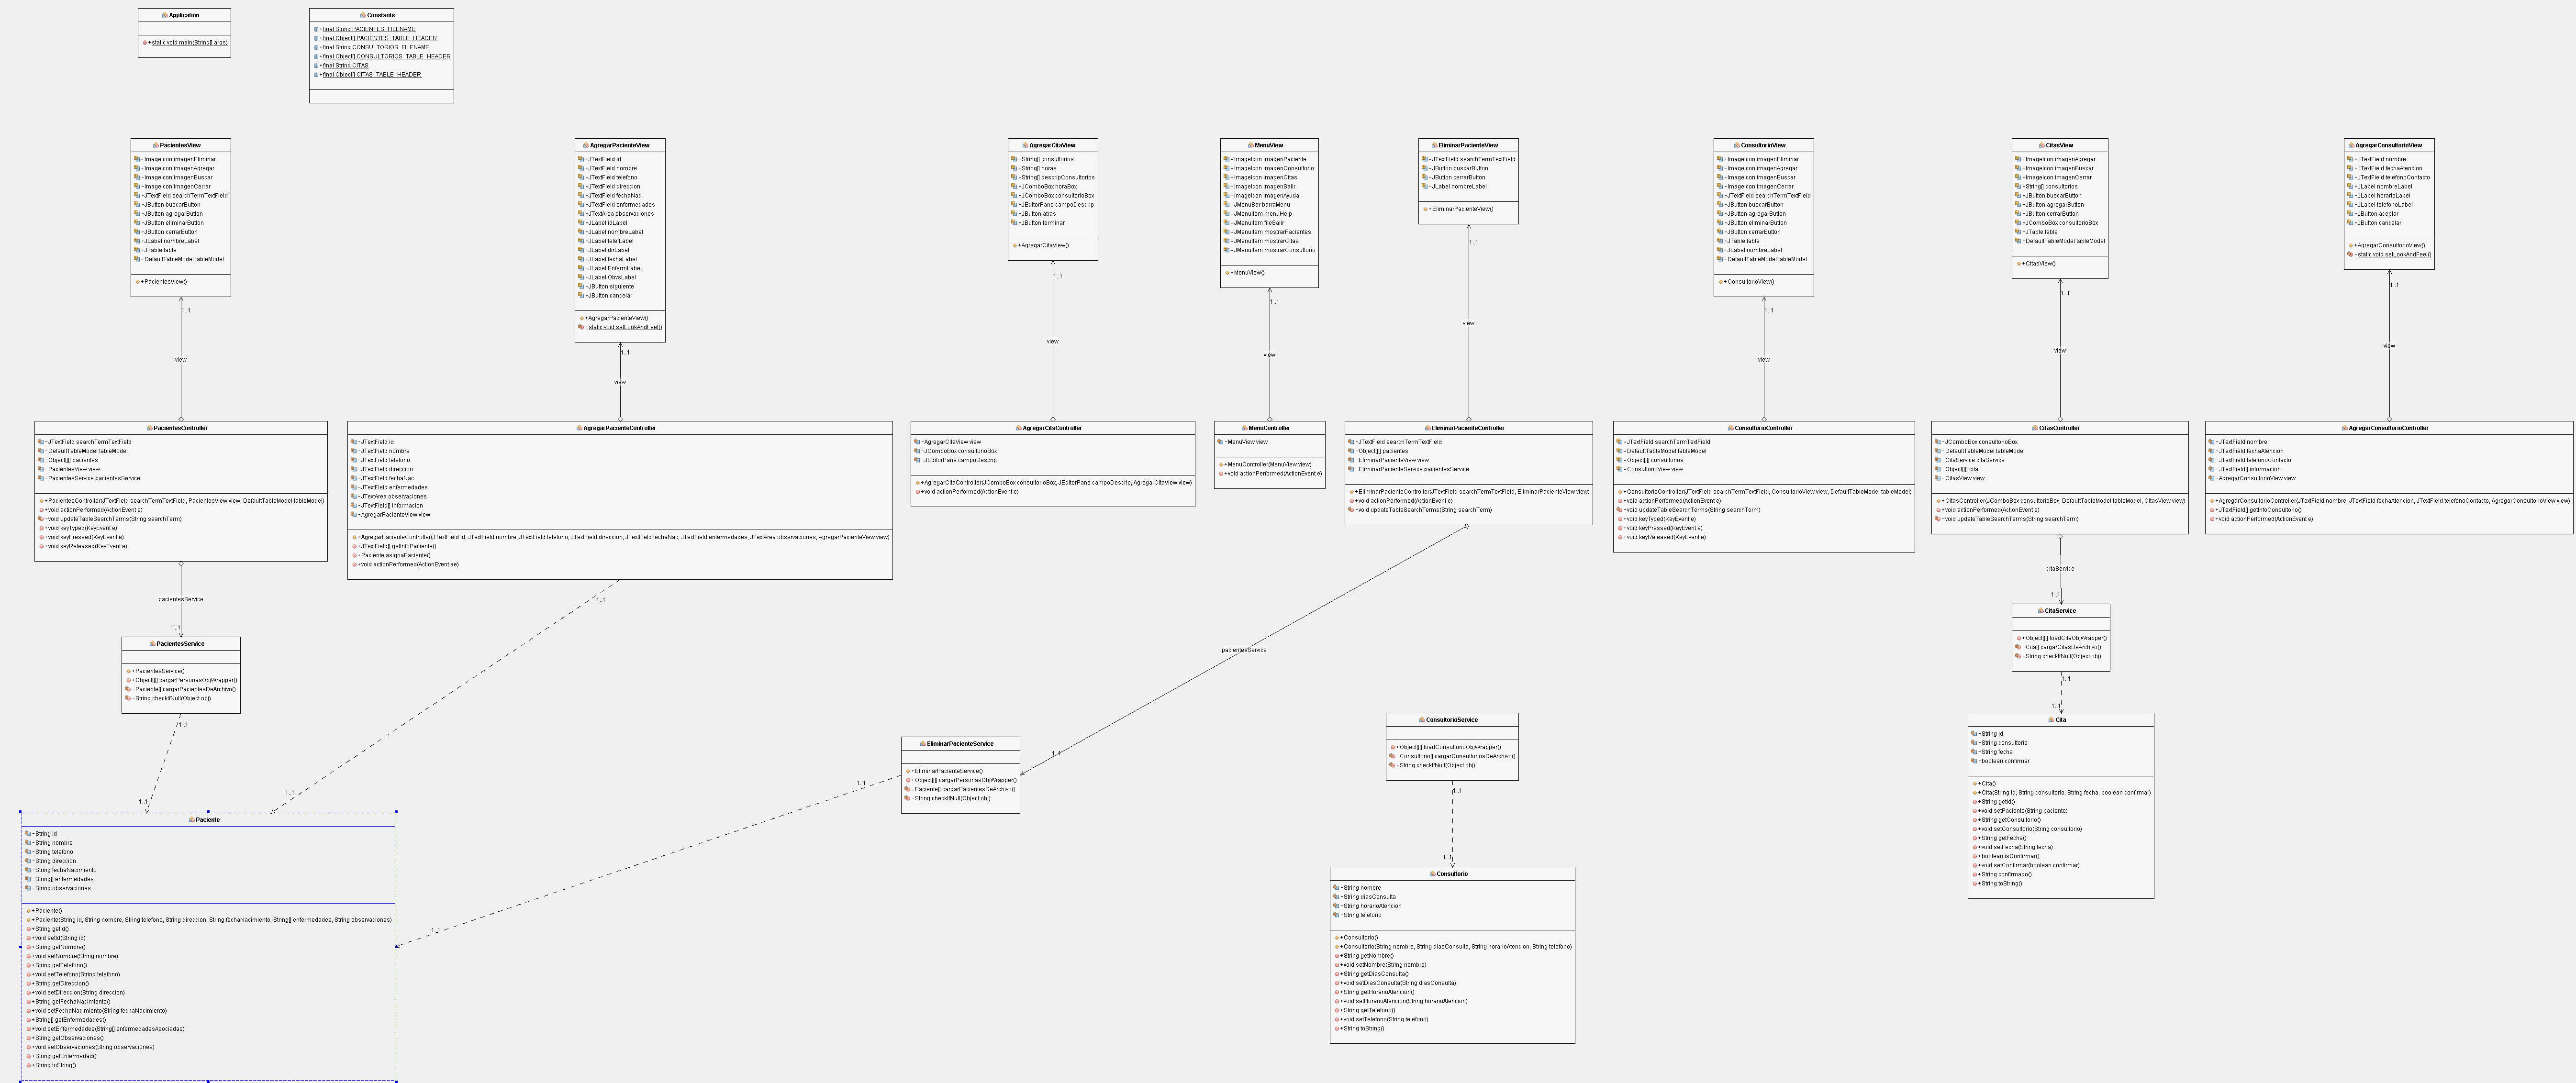 Application
+static void main(String[] args)
Constants
+final String PACIENTES_FILENAME
+final Object[] PACIENTES_TABLE_HEADER
+final String CONSULTORIOS_FILENAME
+final Object[] CONSULTORIOS_TABLE_HEADER
+final String CITAS
+final Object[] CITAS_TABLE_HEADER
PacientesView
~ImageIcon imagenEliminar
~ImageIcon imagenAgregar
~ImageIcon imagenBuscar
~ImageIcon imagenCerrar
~JTextField searchTermTextField
~JButton buscarButton
~JButton agregarButton
~JButton eliminarButton
~JButton cerrarButton
~JLabel nombreLabel
~JTable table
~DefaultTableModel tableModel
+PacientesView()
AgregarPacienteView
~JTextField id
~JTextField nombre
~JTextField telefono
~JTextField direccion
~JTextField fechaNac
~JTextField enfermedades
~JTextArea observaciones
~JLabel idLabel
~JLabel nombreLabel
~JLabel telefLabel
~JLabel dirLabel
~JLabel fechaLabel
~JLabel EnfermLabel
~JLabel ObvsLabel
~JButton siguiente
~JButton cancelar
+AgregarPacienteView()
-static void setLookAndFeel()
AgregarCitaView
~String[] consultorios
~String[] horas
~String[] descripConsultorios
~JComboBox horaBox
~JComboBox consultorioBox
~JEditorPane campoDescrip
~JButton atras
~JButton terminar
+AgregarCitaView()
MenuView
~ImageIcon imagenPaciente
~ImageIcon imagenConsultorio
~ImageIcon imagenCitas
~ImageIcon imagenSalir
~ImageIcon imagenAyuda
~JMenuBar barraMenu
~JMenuItem menuHelp
~JMenuItem fileSalir
~JMenuItem mostrarPacientes
~JMenuItem mostrarCitas
~JMenuItem mostrarConsultorio
+MenuView()
EliminarPacienteView
~JTextField searchTermTextField
~JButton buscarButton
~JButton cerrarButton
~JLabel nombreLabel
+EliminarPacienteView()
ConsultorioView
~ImageIcon imagenEliminar
~ImageIcon imagenAgregar
~ImageIcon imagenBuscar
~ImageIcon imagenCerrar
~JTextField searchTermTextField
~JButton buscarButton
~JButton agregarButton
~JButton eliminarButton
~JButton cerrarButton
~JTable table
~JLabel nombreLabel
~DefaultTableModel tableModel
+ConsultorioView()
CitasView
~ImageIcon imagenAgregar
~ImageIcon imagenBuscar
~ImageIcon imagenCerrar
~String[] consultorios
~JButton buscarButton
~JButton agregarButton
~JButton cerrarButton
~JComboBox consultorioBox
~JTable table
~DefaultTableModel tableModel
+CitasView()
AgregarConsultorioView
~JTextField nombre
~JTextField fechaAtencion
~JTextField telefonoContacto
~JLabel nombreLabel
~JLabel horarioLabel
~JLabel telefonoLabel
~JButton aceptar
~JButton cancelar
+AgregarConsultorioView()
-static void setLookAndFeel()
1..1
1..1
1..1
1..1
1..1
1..1
1..1
1..1
view
view
view
view
view
view
view
view
PacientesController
-JTextField searchTermTextField
-DefaultTableModel tableModel
-Object[] pacientes
-PacientesView view
-PacientesService pacientesService
+PacientesController(JTextField searchTermTextField, PacientesView view, DefaultTableModel tableModel)
+void actionPerformed(ActionEvent e)
-void updateTableSearchTerms(String searchTerm)
+void keyTyped(KeyEvent e)
+void keyPressed(KeyEvent e)
+void keyReleased(KeyEvent e)
AgregarPacienteController
-JTextField id
-JTextField nombre
-JTextField telefono
-JTextField direccion
-JTextField fechaNac
-JTextField enfermedades
-JTextArea observaciones
-JTextField[] informacion
-AgregarPacienteView view
+AgregarPacienteController(JTextField id, JTextField nombre, JTextField telefono, JTextField direccion, JTextField fechaNac, JTextField enfermedades, JTextArea observaciones, AgregarPacienteView view)
+JTextField[] getInfoPaciente()
+Paciente asignaPaciente()
+void actionPerformed(ActionEvent ae)
AgregarCitaController
-AgregarCitaView view
-JComboBox consultorioBox
-JEditorPane campoDescrip
+AgregarCitaController(JComboBox consultorioBox, JEditorPane campoDescrip, AgregarCitaView view)
+void actionPerformed(ActionEvent e)
MenuController
-MenuView view
+MenuController(MenuView view)
+void actionPerformed(ActionEvent e)
EliminarPacienteController
-JTextField searchTermTextField
-Object[] pacientes
-EliminarPacienteView view
-EliminarPacienteService pacientesService
+EliminarPacienteController(JTextField searchTermTextField, EliminarPacienteView view)
+void actionPerformed(ActionEvent e)
-void updateTableSearchTerms(String searchTerm)
ConsultorioController
-JTextField searchTermTextField
-DefaultTableModel tableModel
-Object[] consultorios
-ConsultorioView view
+ConsultorioController(JTextField searchTermTextField, ConsultorioView view, DefaultTableModel tableModel)
+void actionPerformed(ActionEvent e)
-void updateTableSearchTerms(String searchTerm)
+void keyTyped(KeyEvent e)
+void keyPressed(KeyEvent e)
+void keyReleased(KeyEvent e)
CitasController
-JComboBox consultorioBox
-DefaultTableModel tableModel
-CitaService citaService
-Object[] cita
-CitasView view
+CitasController(JComboBox consultorioBox, DefaultTableModel tableModel, CitasView view)
+void actionPerformed(ActionEvent e)
-void updateTableSearchTerms(String searchTerm)
AgregarConsultorioController
-JTextField nombre
-JTextField fechaAtencion
-JTextField telefonoContacto
-JTextField[] informacion
-AgregarConsultorioView view
+AgregarConsultorioController(JTextField nombre, JTextField fechaAtencion, JTextField telefonoContacto, AgregarConsultorioView view)
+JTextField[] getInfoConsultorio()
+void actionPerformed(ActionEvent e)
pacientesService
1..1
1..1
pacientesService
citaService
1..1
PacientesService
+PacientesService()
+Object[][] cargarPersonasObjWrapper()
-Paciente[] cargarPacientesDeArchivo()
-String checkIfNull(Object obj)
1..1
1..1
1..1
CitaService
+Object[][] loadCitaObjWrapper()
-Cita[] cargarCitasDeArchivo()
-String checkIfNull(Object obj)
1..1
1..1
EliminarPacienteService
+EliminarPacienteService()
+Object[][] cargarPersonasObjWrapper()
-Paciente[] cargarPacientesDeArchivo()
-String checkIfNull(Object obj)
1..1
1..1
1..1
ConsultorioService
+Object[][] loadConsultorioObjWrapper()
-Consultorio[] cargarConsultoriosDeArchivo()
-String checkIfNull(Object obj)
1..1
1..1
Cita
-String id
-String consultorio
-String fecha
-boolean confirmar
+Cita()
+Cita(String id, String consultorio, String fecha, boolean confirmar)
+String getId()
+void setPaciente(String paciente)
+String getConsultorio()
+void setConsultorio(String consultorio)
+String getFecha()
+void setFecha(String fecha)
+boolean isConfirmar()
+void setConfirmar(boolean confirmar)
+String confirmado()
+String toString()
Paciente
-String id
-String nombre
-String telefono
-String direccion
-String fechaNacimiento
-String[] enfermedades
-String observaciones
+Paciente()
+Paciente(String id, String nombre, String telefono, String direccion, String fechaNacimiento, String[] enfermedades, String observaciones)
+String getId()
+void setId(String id)
+String getNombre()
+void setNombre(String nombre)
+String getTelefono()
+void setTelefono(String telefono)
+String getDireccion()
+void setDireccion(String direccion)
+String getFechaNacimiento()
+void setFechaNacimiento(String fechaNacimiento)
+String[] getEnfermedades()
+void setEnfermedades(String[] enfermedadesAsociadas)
+String getObservaciones()
+void setObservaciones(String observaciones)
+String getEnfermedad()
+String toString()
Consultorio
-String nombre
-String diasConsulta
-String horarioAtencion
-String telefono
+Consultorio()
+Consultorio(String nombre, String diasConsulta, String horarioAtencion, String telefono)
+String getNombre()
+void setNombre(String nombre)
+String getDiasConsulta()
+void setDiasConsulta(String diasConsulta)
+String getHorarioAtencion()
+void setHorarioAtencion(String horarioAtencion)
+String getTelefono()
+void setTelefono(String telefono)
+String toString()